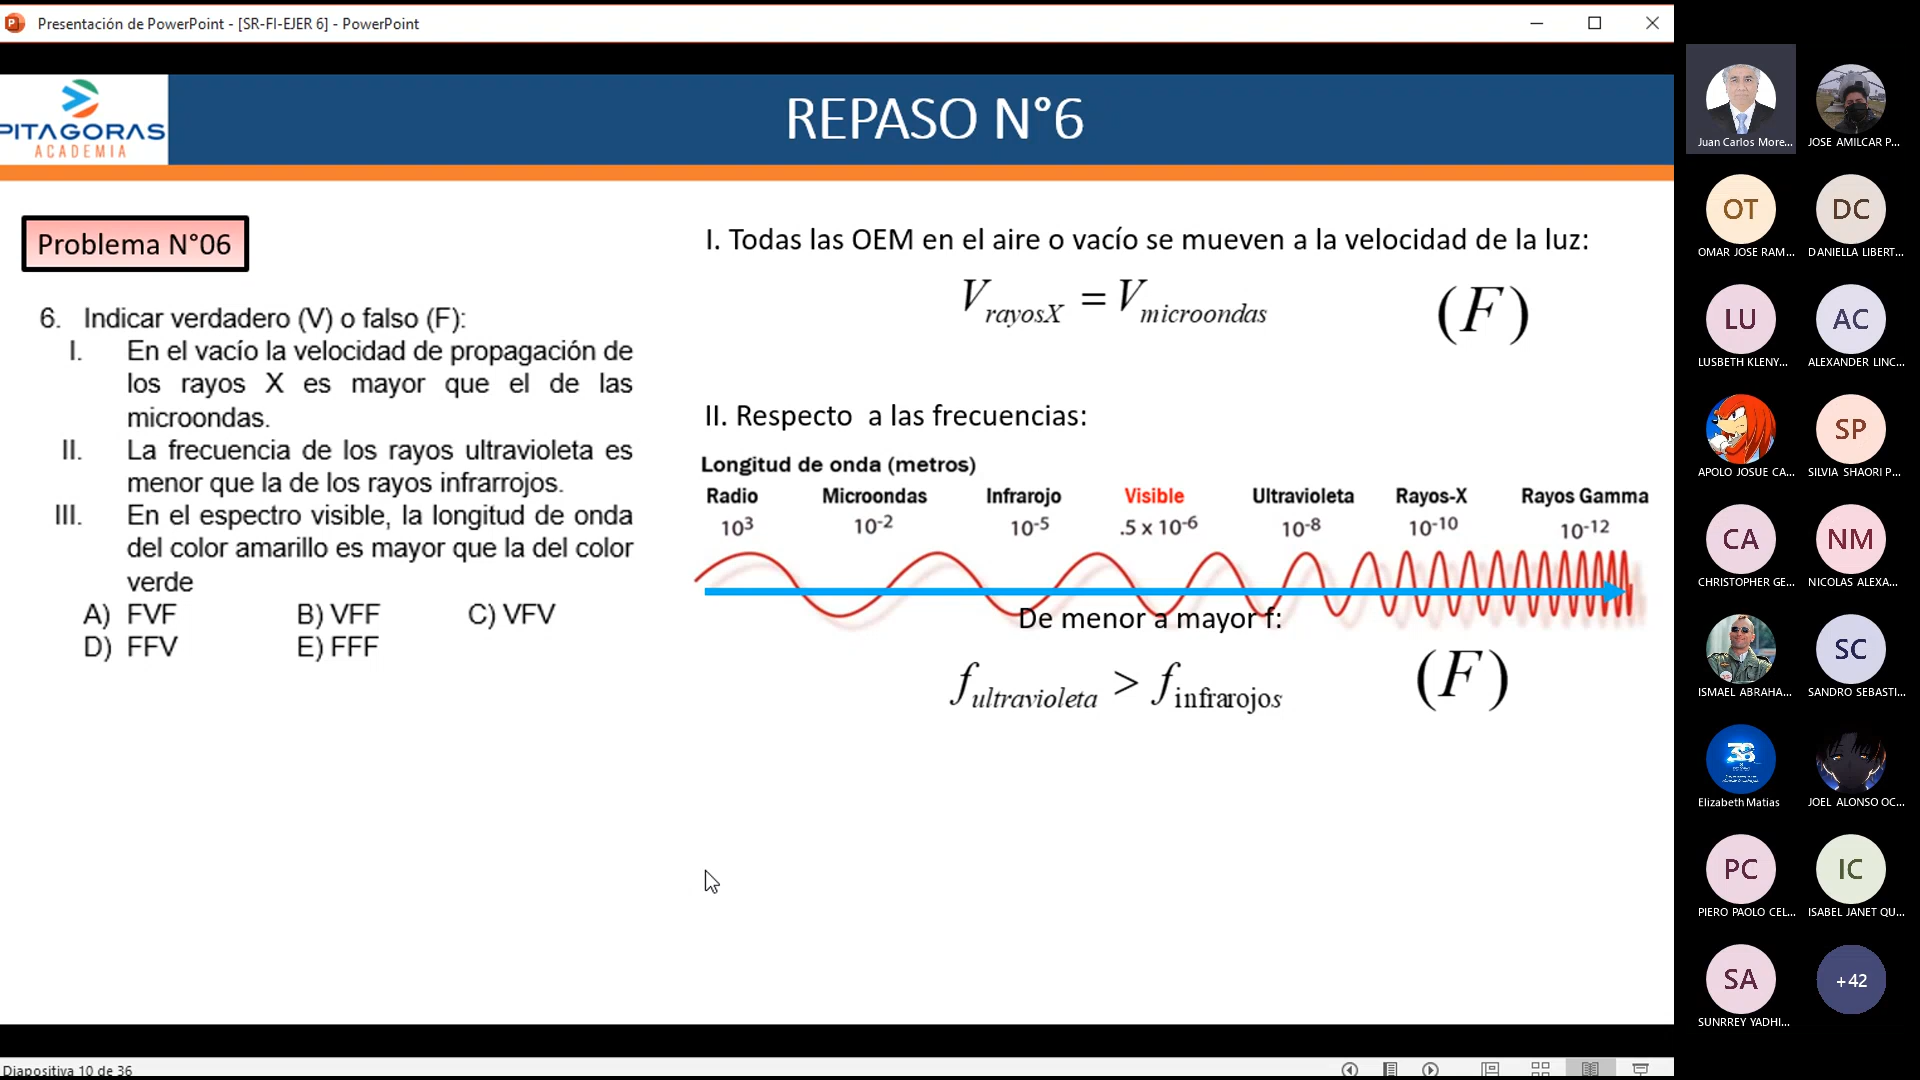 Presentación de PowerPoint - [SR-FI-EJER 6] - PowerPoint
PITAGORAS
ACADEMIA
REPASO N°6
Problema N°06
6. Indicar verdadero (V) o falso (F):
I. En el vacío la velocidad de propagación de
los rayos X es mayor que el de las
microondas.
II. La frecuencia de los rayos ultravioleta es
menor que la de los rayos infrarrojos.
III. En el espectro visible, la longitud de onda
del color amarillo es mayor que la del color
verde
A) FVF B) VFF C) VFV
D) FFV E) FFF
I. Todas las OEM en el aire o vacío se mueven a la velocidad de la luz:
V_rayosX = V_microondas (F)
II. Respecto a las frecuencias:
Longitud de onda (metros)
Radio Microondas Infrarojo Visible Ultravioleta Rayos-X Rayos Gamma
10³ 10⁻² 10⁻⁵ .5 x 10⁻⁶ 10⁻⁸ 10⁻¹⁰ 10⁻¹²
De menor a mayor f:
f_ultravioleta > f_infrarojos (F)
Diapositiva 10 de 36
Juan Carlos More... JOSE AMILCAR P...
OT DC
OMAR JOSE RAM... DANIELLA LIBERT...
LU AC
LUSBETH KLENY... ALEXANDER LINC...
SP
APOLO JOSUE CA... SILVIA SHAORI P...
CA NM
CHRISTOPHER GE... NICOLAS ALEXA...
SC
ISMAEL ABRAHA... SANDRO SEBASTI...
Elizabeth Matias JOEL ALONSO OC...
PC IC
PIERO PAOLO CEL... ISABEL JANET QU...
SA +42
SUNRREY YADHI...